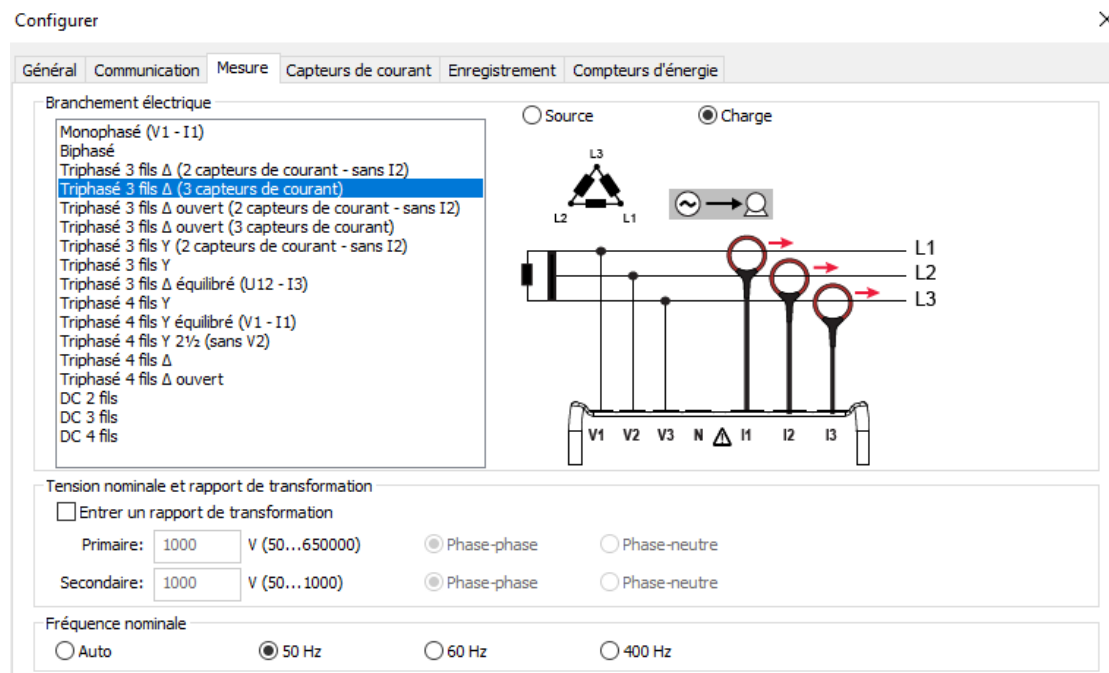 Configurer
Général Communication Mesure Capteurs de courant Enregistrement Compteurs d'énergie
Branchement électrique
Monophasé (V1 - I1)
Biphasé
Triphasé 3 fils Δ (2 capteurs de courant - sans I2)
Triphasé 3 fils Δ (3 capteurs de courant)
Triphasé 3 fils Δ ouvert (2 capteurs de courant - sans I2)
Triphasé 3 fils Δ ouvert (3 capteurs de courant)
Triphasé 3 fils Y (2 capteurs de courant - sans I2)
Triphasé 3 fils Y
Triphasé 3 fils Δ équilibré (U12 - I3)
Triphasé 4 fils Y
Triphasé 4 fils Y équilibré (V1 - I1)
Triphasé 4 fils Y 2½ (sans V2)
Triphasé 4 fils Δ
Triphasé 4 fils Δ ouvert
DC 2 fils
DC 3 fils
DC 4 fils
Source Charge
L3
L2 L1
L1
L2
L3
V1 V2 V3 N I1 I2 I3
Tension nominale et rapport de transformation
Entrer un rapport de transformation
Primaire: 1000 V (50...650000) Phase-phase Phase-neutre
Secondaire: 1000 V (50...1000) Phase-phase Phase-neutre
Fréquence nominale
Auto 50 Hz 60 Hz 400 Hz